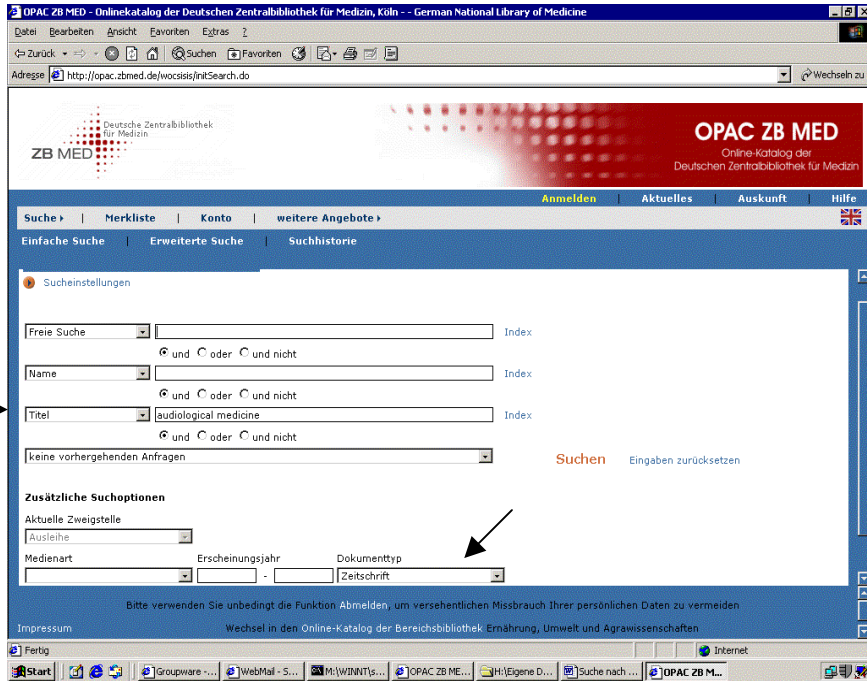 OPAC ZB MED - Onlinekatalog der Deutschen Zentralbibliothek für Medizin, Köln - - German National Library of Medicine
Datei Bearbeiten Ansicht Favoriten Extras ?
Zurück Suchen Favoriten
Adresse http://opac.zbmed.de/wocsisis/initSearch.do Wechseln zu
Deutsche Zentralbibliothek
für Medizin
ZB MED
OPAC ZB MED
Online-Katalog der
Deutschen Zentralbibliothek für Medizin
Anmelden | Aktuelles | Auskunft | Hilfe
Suche | Merkliste | Konto | weitere Angebote
Einfache Suche | Erweiterte Suche | Suchhistorie
Sucheinstellungen
Freie Suche Index
und oder und nicht
Name Index
und oder und nicht
Titel audiological medicine Index
und oder und nicht
keine vorhergehenden Anfragen Suchen Eingaben zurücksetzen
Zusätzliche Suchoptionen
Aktuelle Zweigstelle
Ausleihe
Medienart Erscheinungsjahr Dokumenttyp
- Zeitschrift
Bitte verwenden Sie unbedingt die Funktion Abmelden, um versehentlichen Missbrauch Ihrer persönlichen Daten zu vermeiden
Impressum Wechsel in den Online-Katalog der Bereichsbibliothek Ernährung, Umwelt und Agrawissenschaften
Fertig Internet
Start Groupware -... WebMail - S... M:\WINNT\s... OPAC ZB ME... H:\Eigene D... Suche nach ... OPAC ZB M...